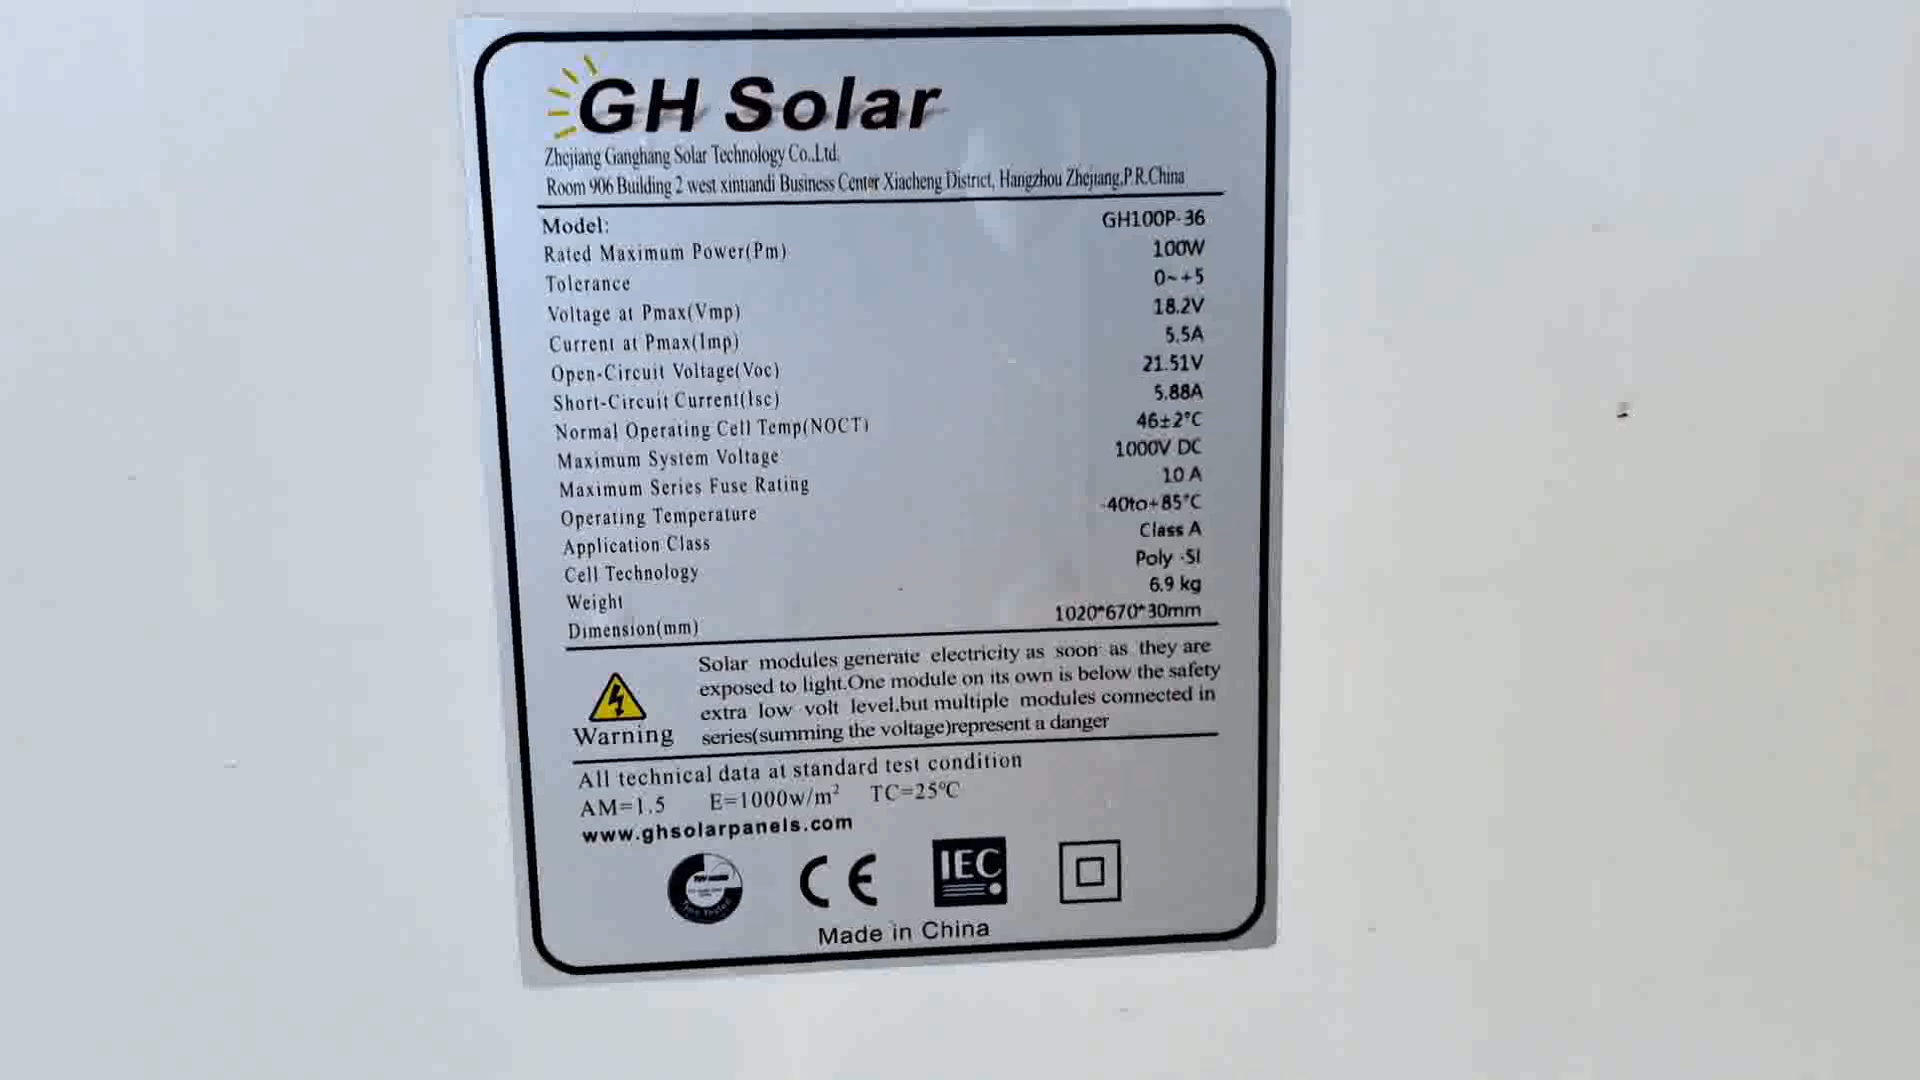 GH Solar
Zhejiang Ganghang Solar Technology Co.,Ltd.
Room 906 Building 2 west xintiandi Business Center Xiacheng District, Hangzhou Zhejiang,P.R.China
Model: GH100P-36
Rated Maximum Power(Pm) 100W
Tolerance 0~+5
Voltage at Pmax(Vmp) 18.2V
Current at Pmax(Imp) 5.5A
Open-Circuit Voltage(Voc) 21.51V
Short-Circuit Current(Isc) 5.88A
Normal Operating Cell Temp(NOCT) 46±2°C
Maximum System Voltage 1000V DC
Maximum Series Fuse Rating 10 A
Operating Temperature -40to+85°C
Application Class Class A
Cell Technology Poly -SI
Weight 6.9 kg
Dimension(mm) 1020*670*30mm
Solar modules generate electricity as soon as they are
exposed to light.One module on its own is below the safety
extra low volt level.but multiple modules connected in
series(summing the voltage)represent a danger
Warning
All technical data at standard test condition
AM=1.5 E=1000w/m² TC=25°C
www.ghsolarpanels.com
Type Tested
CE
IEC
Made in China